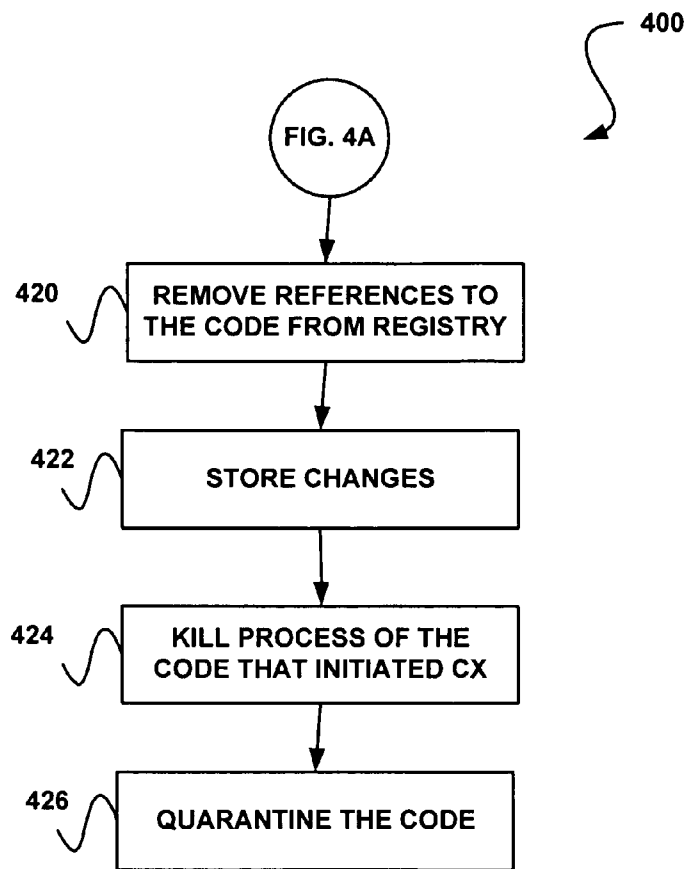 400
FIG. 4A
420
REMOVE REFERENCES TO
THE CODE FROM REGISTRY
422
STORE CHANGES
424
KILL PROCESS OF THE
CODE THAT INITIATED CX
426
QUARANTINE THE CODE